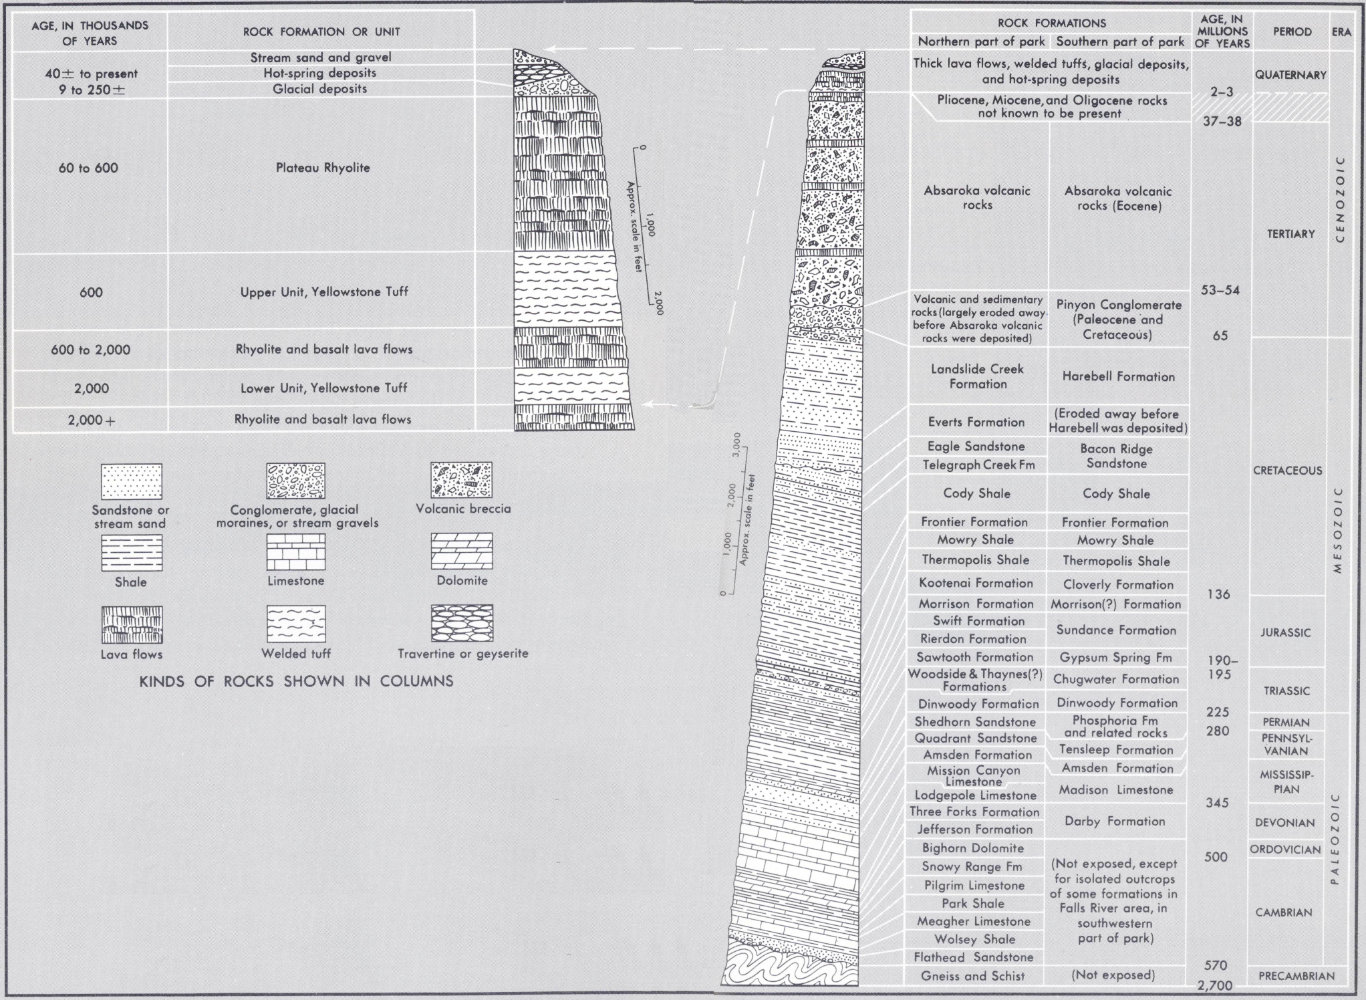 AGE, IN THOUSANDS
OF YEARS
ROCK FORMATION OR UNIT
Stream sand and gravel
40± to present
Hot-spring deposits
9 to 250±
Glacial deposits
60 to 600
Plateau Rhyolite
600
Upper Unit, Yellowstone Tuff
600 to 2,000
Rhyolite and basalt lava flows
2,000
Lower Unit, Yellowstone Tuff
2,000+
Rhyolite and basalt lava flows
0
1,000
2,000
Approx. scale in feet
Sandstone or
stream sand
Conglomerate, glacial
moraines, or stream gravels
Volcanic breccia
Shale
Limestone
Dolomite
Lava flows
Welded tuff
Travertine or geyserite
KINDS OF ROCKS SHOWN IN COLUMNS
3,000
2,000
1,000
0
Approx. scale in feet
ROCK FORMATIONS
Northern part of park
Southern part of park
AGE, IN
MILLIONS
OF YEARS
PERIOD
ERA
Thick lava flows, welded tuffs, glacial deposits,
and hot-spring deposits
QUATERNARY
2–3
Pliocene, Miocene, and Oligocene rocks
not known to be present
37–38
Absaroka volcanic
rocks
Absaroka volcanic
rocks (Eocene)
TERTIARY
CENOZOIC
53–54
Volcanic and sedimentary
rocks (largely eroded away
before Absaroka volcanic
rocks were deposited)
Pinyon Conglomerate
(Paleocene and
Cretaceous)
65
Landslide Creek
Formation
Harebell Formation
Everts Formation
(Eroded away before
Harebell was deposited)
Eagle Sandstone
Telegraph Creek Fm
Bacon Ridge
Sandstone
CRETACEOUS
Cody Shale
Cody Shale
Frontier Formation
Frontier Formation
Mowry Shale
Mowry Shale
Thermopolis Shale
Thermopolis Shale
Kootenai Formation
Cloverly Formation
136
MESOZOIC
Morrison Formation
Morrison(?) Formation
Swift Formation
Rierdon Formation
Sundance Formation
JURASSIC
Sawtooth Formation
Gypsum Spring Fm
190–
195
Woodside & Thaynes(?)
Formations
Chugwater Formation
TRIASSIC
Dinwoody Formation
Dinwoody Formation
225
Shedhorn Sandstone
Phosphoria Fm
and related rocks
PERMIAN
280
Quadrant Sandstone
Tensleep Formation
PENNSYL-
VANIAN
Amsden Formation
Amsden Formation
Mission Canyon
Limestone
Lodgepole Limestone
Madison Limestone
MISSISSIP-
PIAN
345
Three Forks Formation
Jefferson Formation
Darby Formation
DEVONIAN
Bighorn Dolomite
ORDOVICIAN
500
PALEOZOIC
Snowy Range Fm
Pilgrim Limestone
Park Shale
Meagher Limestone
Wolsey Shale
Flathead Sandstone
(Not exposed, except
for isolated outcrops
of some formations in
Falls River area, in
southwestern
part of park)
CAMBRIAN
570
Gneiss and Schist
(Not exposed)
PRECAMBRIAN
2,700